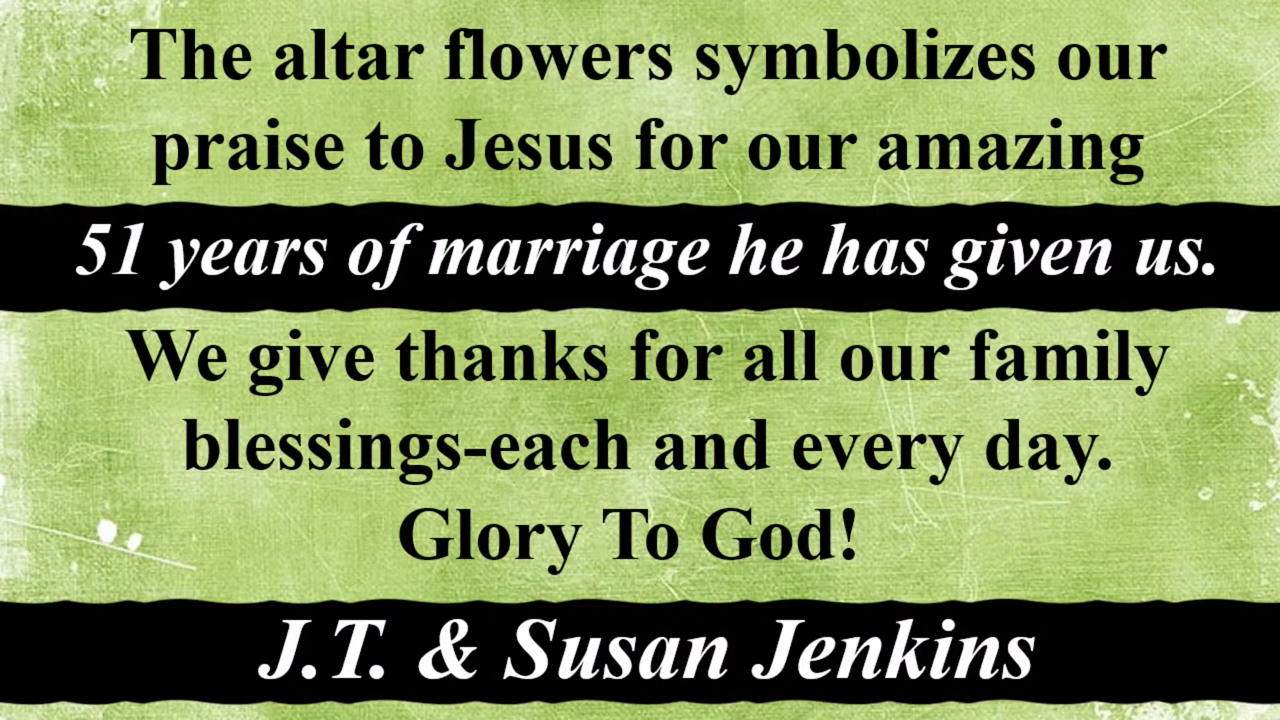 The altar flowers symbolizes our
praise to Jesus for our amazing
51 years of marriage he has given us.
We give thanks for all our family
blessings-each and every day.
Glory To God!
J.T. & Susan Jenkins